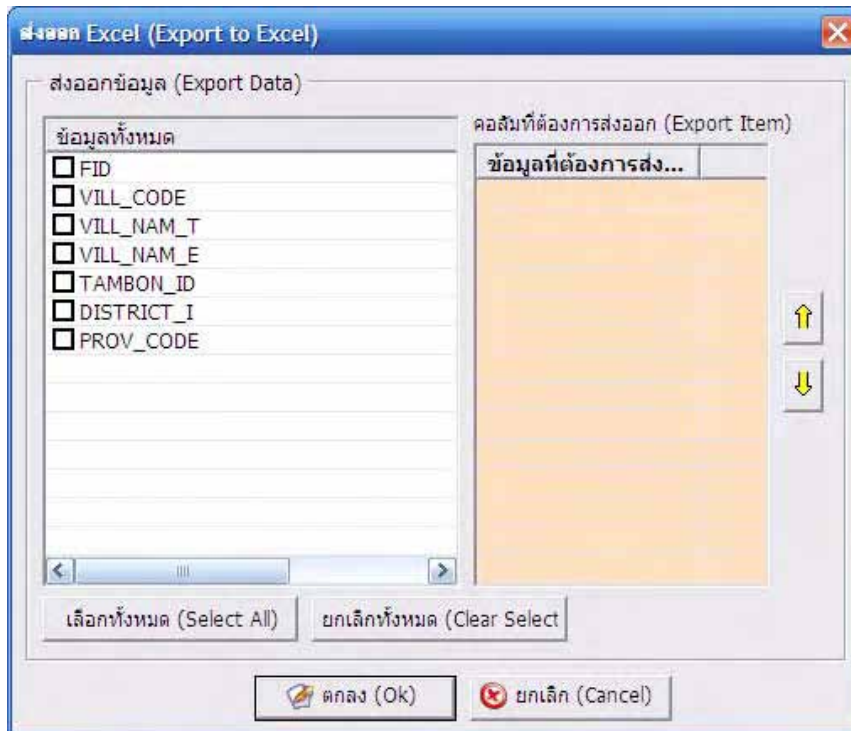 ส่งออก Excel (Export to Excel)
ส่งออกข้อมูล (Export Data)
ข้อมูลทั้งหมด
FID
VILL_CODE
VILL_NAM_T
VILL_NAM_E
TAMBON_ID
DISTRICT_I
PROV_CODE
คอลัมที่ต้องการส่งออก (Export Item)
ข้อมูลที่ต้องการส่ง...
เลือกทั้งหมด (Select All)
ยกเลิกทั้งหมด (Clear Select
ตกลง (Ok)
ยกเลิก (Cancel)